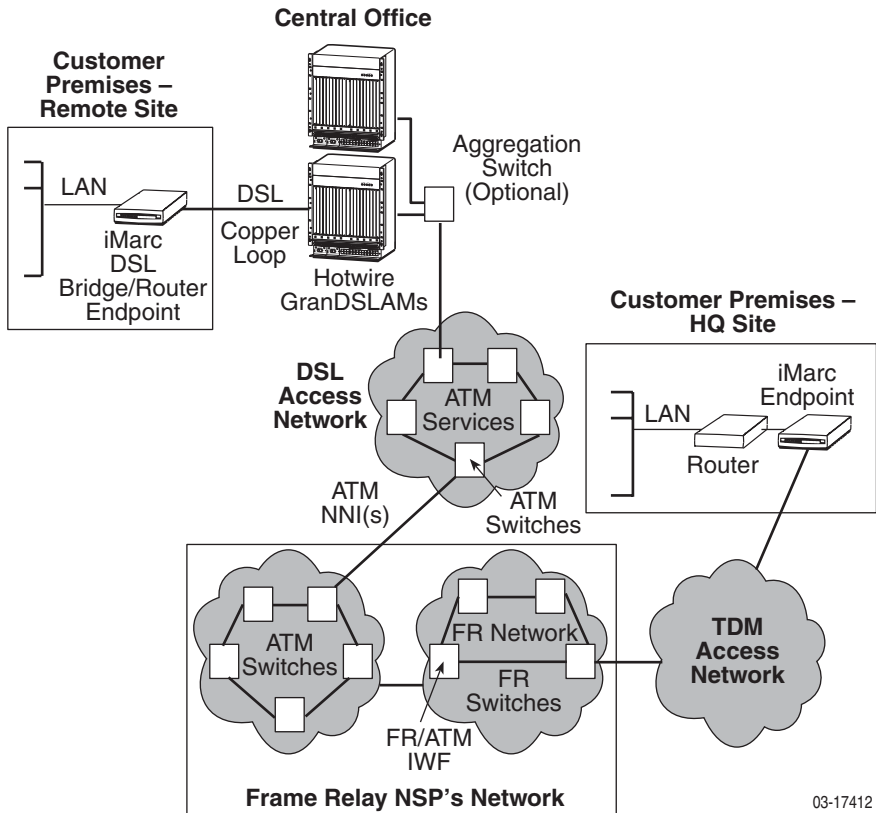 Central Office
Customer
Premises –
Remote Site
LAN
iMarc
DSL
Bridge/Router
Endpoint
DSL
Copper
Loop
Hotwire
GranDSLAMs
Aggregation
Switch
(Optional)
Customer Premises –
HQ Site
LAN
Router
iMarc
Endpoint
DSL
Access
Network
ATM
Services
ATM
Switches
ATM
NNI(s)
ATM
Switches
FR Network
FR
Switches
FR/ATM
IWF
TDM
Access
Network
Frame Relay NSP's Network
03-17412